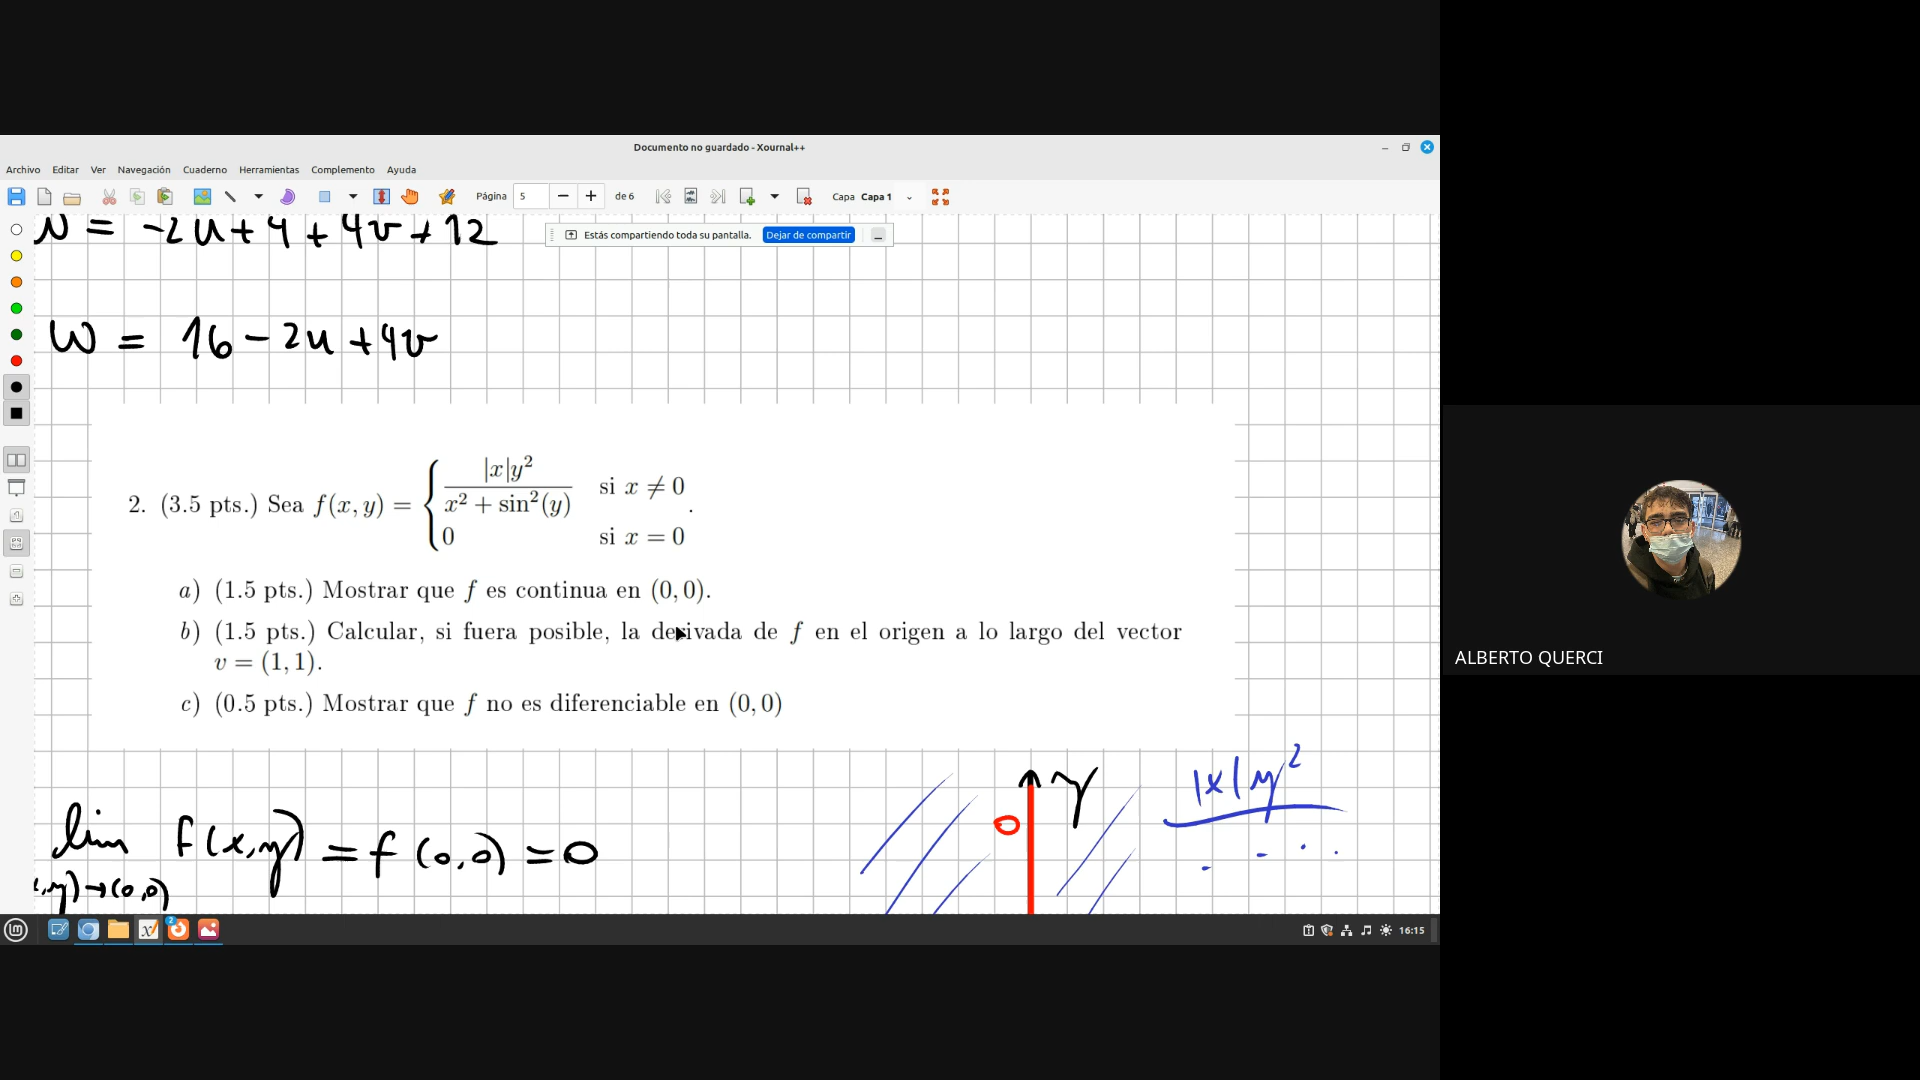 Documento no guardado - Xournal++
Archivo Editar Ver Navegación Cuaderno Herramientas Complemento Ayuda
Página 5 de 6 Capa Capa 1
Estás compartiendo toda su pantalla. Dejar de compartir
= -2u+4+4v+12
W = 16-2u+4v
2. (3.5 pts.) Sea f(x, y) = { |x|y² / x² + sin²(y) si x ≠ 0
0 si x = 0 .
a) (1.5 pts.) Mostrar que f es continua en (0, 0).
b) (1.5 pts.) Calcular, si fuera posible, la derivada de f en el origen a lo largo del vector
v = (1, 1).
c) (0.5 pts.) Mostrar que f no es diferenciable en (0, 0)
lim f(x,y) = f(0,0) = 0
,y)→(0,0)
0
y
|x|y²
ALBERTO QUERCI
2
16:15